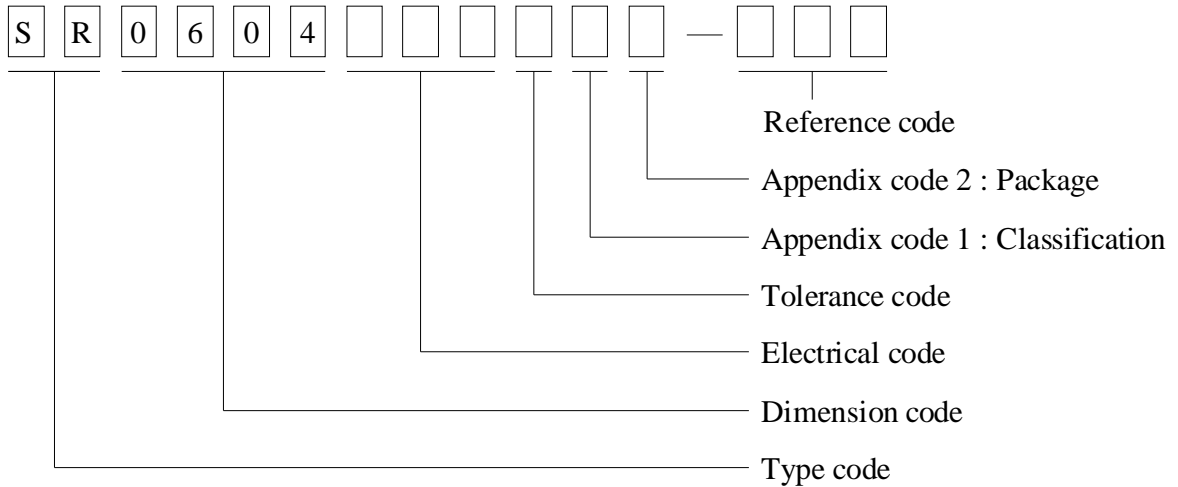 S R 0 6 0 4 —
Reference code
Appendix code 2 : Package
Appendix code 1 : Classification
Tolerance code
Electrical code
Dimension code
Type code